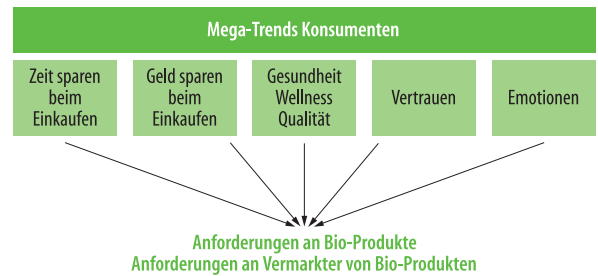 Mega-Trends Konsumenten
Zeit sparen
beim
Einkaufen
Geld sparen
beim
Einkaufen
Gesundheit
Wellness
Qualität
Vertrauen
Emotionen
Anforderungen an Bio-Produkte
Anforderungen an Vermarkter von Bio-Produkten